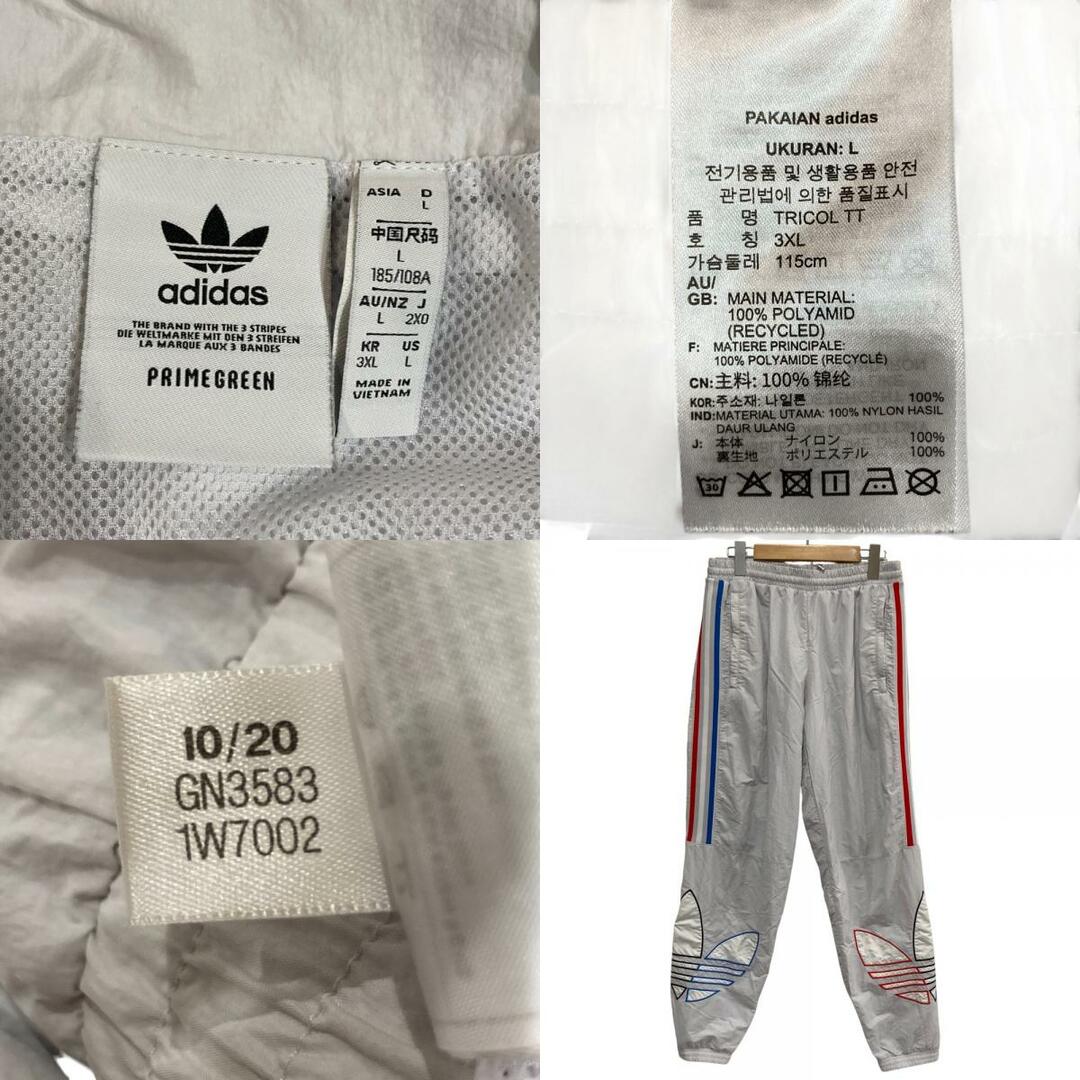 adidas
THE BRAND WITH THE 3 STRIPES
DIE WELTMARKE MIT DEN 3 STREIFEN
LA MARQUE AUX 3 BANDES
PRIMEGREEN
ASIA D
L L
中国尺码
L
185/108A
AU/NZ J
L 2XO
KR US
3XL L
MADE IN
VIETNAM
PAKAIAN adidas
UKURAN: L
전기용품 및 생활용품 안전
관리법에 의한 품질표시
품 명 TRICOL TT
호 칭 3XL
가슴둘레 115cm
AU/
GB: MAIN MATERIAL:
100% POLYAMID
(RECYCLED)
F: MATIERE PRINCIPALE:
100% POLYAMIDE (RECYCLÉ)
CN: 主料: 100% 锦纶
KOR: 주소재: 나일론 100%
IND: MATERIAL UTAMA: 100% NYLON HASIL
DAUR ULANG
J: 本体 ナイロン 100%
裏生地 ポリエステル 100%
30
10/20
GN3583
1W7002